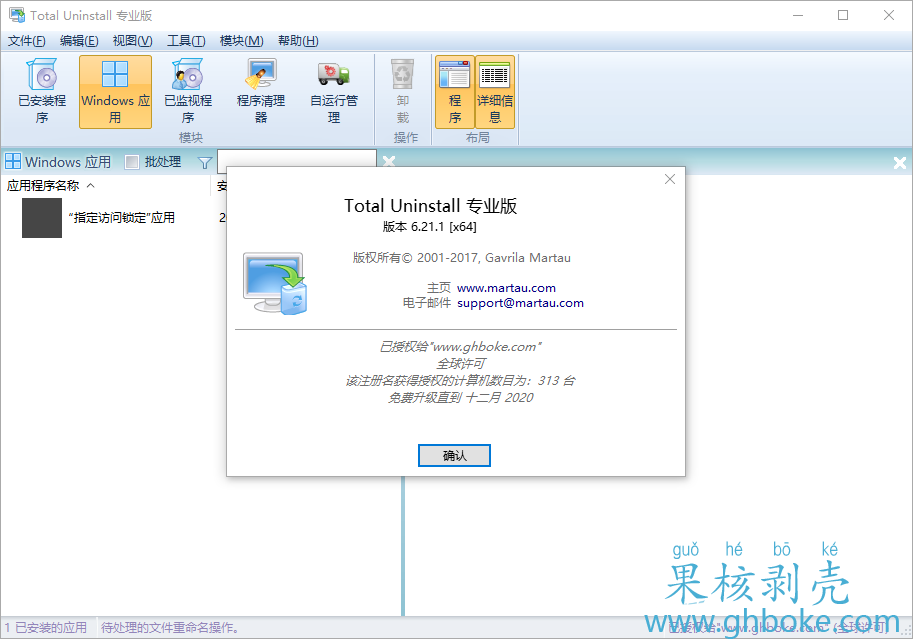 Total Uninstall 专业版
文件(F) 编辑(E) 视图(V) 工具(T) 模块(M) 帮助(H)
已安装程序
Windows 应用
已监视程序
程序清理器
自运行管理
卸载
程序
详细信息
模块
操作
布局
Windows 应用 批处理
应用程序名称
安
"指定访问锁定"应用
2
Total Uninstall 专业版
版本 6.21.1 [x64]
版权所有© 2001-2017, Gavrila Martau
主页 www.martau.com
电子邮件 support@martau.com
已授权给"www.ghboke.com"
全球许可
该注册名获得授权的计算机数目为：313 台
免费升级直到 十二月 2020
确认
guǒ hé bō ké
果核剥壳
www.ghboke.com
1 已安装的应用 待处理的文件重命名操作。
已授权给"www.ghboke.com" (全球许可)